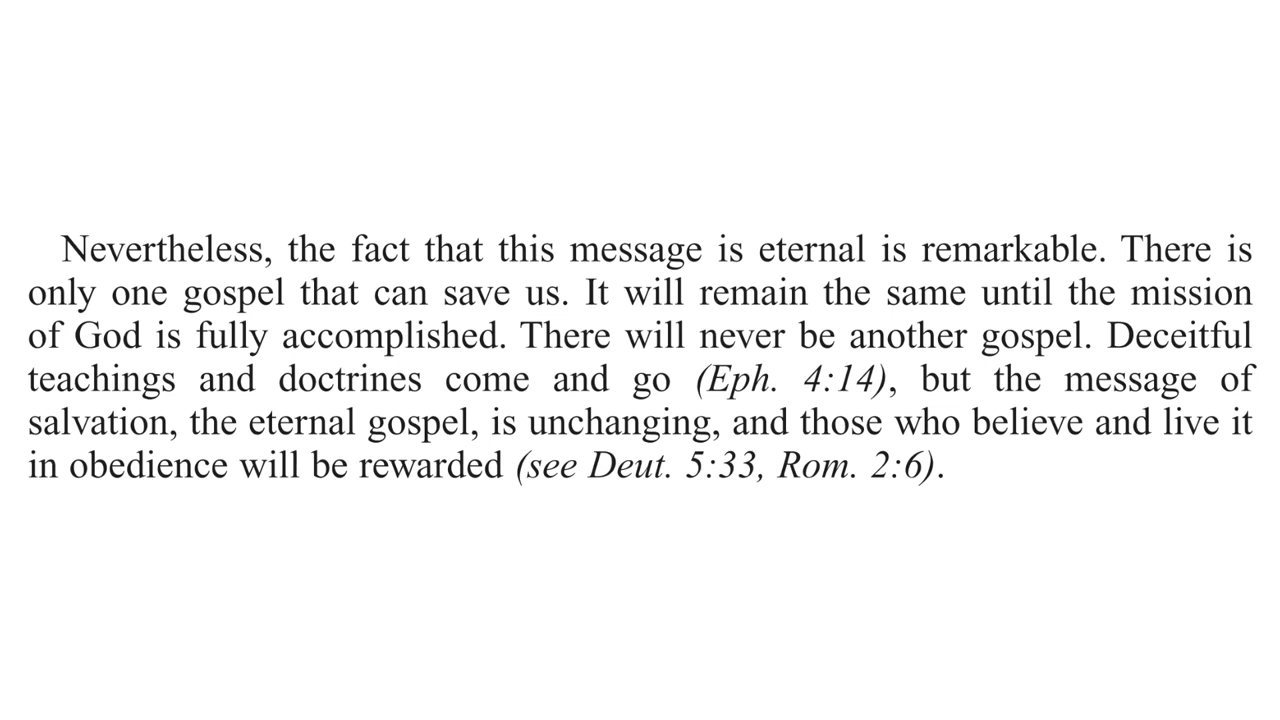 Nevertheless, the fact that this message is eternal is remarkable. There is
only one gospel that can save us. It will remain the same until the mission
of God is fully accomplished. There will never be another gospel. Deceitful
teachings and doctrines come and go (Eph. 4:14), but the message of
salvation, the eternal gospel, is unchanging, and those who believe and live it
in obedience will be rewarded (see Deut. 5:33, Rom. 2:6).